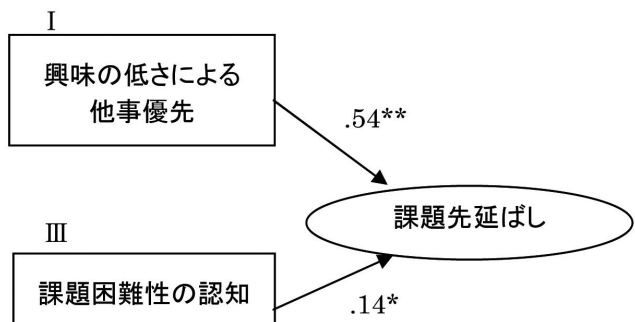 I
興味の低さによる
他事優先
.54**
課題先延ばし
III
課題困難性の認知
.14*